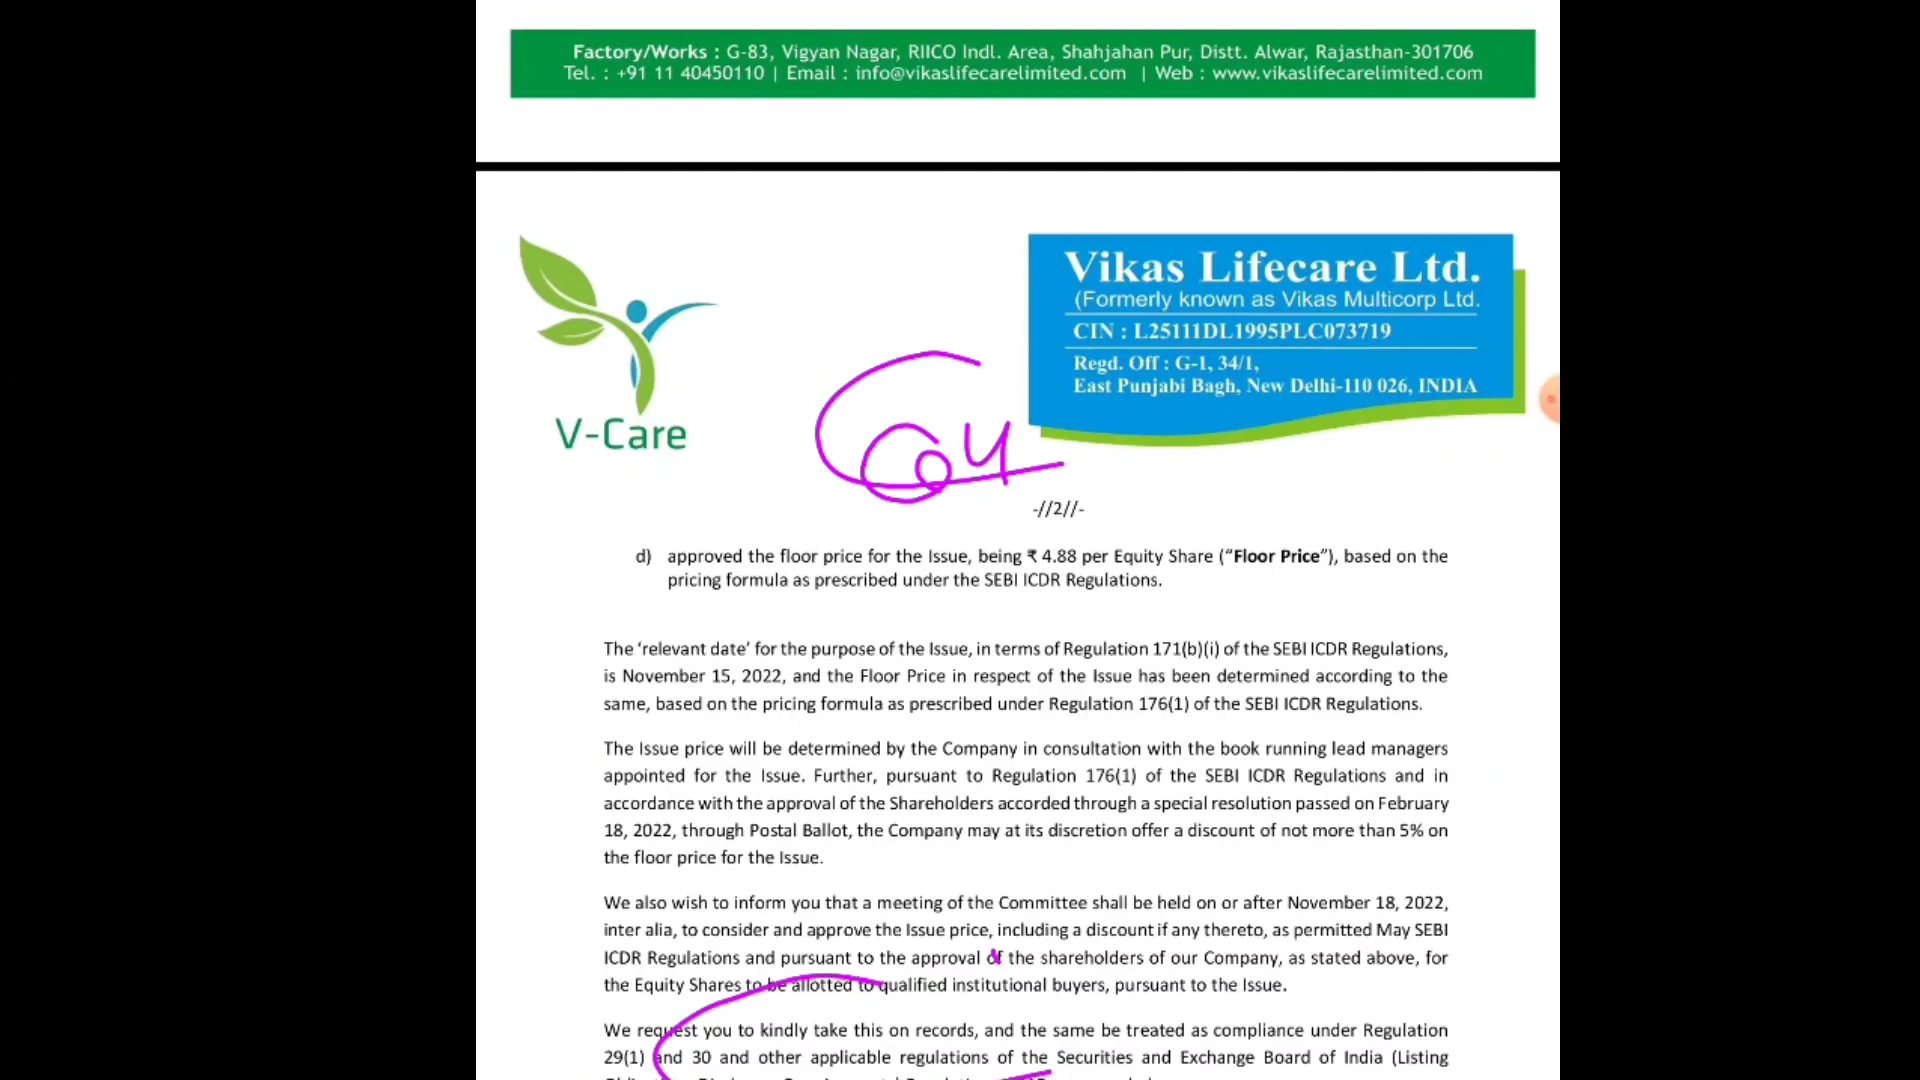 Factory/Works : G-83, Vigyan Nagar, RIICO Indl. Area, Shahjahan Pur, Distt. Alwar, Rajasthan-301706
Tel. : +91 11 40450110 | Email : info@vikaslifecarelimited.com | Web : www.vikaslifecarelimited.com
V-Care
Vikas Lifecare Ltd.
(Formerly known as Vikas Multicorp Ltd.
CIN : L25111DL1995PLC073719
Regd. Off : G-1, 34/1,
East Punjabi Bagh, New Delhi-110 026, INDIA
-//2//-
d) approved the floor price for the Issue, being ₹ 4.88 per Equity Share (“Floor Price”), based on the
pricing formula as prescribed under the SEBI ICDR Regulations.
The ‘relevant date’ for the purpose of the Issue, in terms of Regulation 171(b)(i) of the SEBI ICDR Regulations,
is November 15, 2022, and the Floor Price in respect of the Issue has been determined according to the
same, based on the pricing formula as prescribed under Regulation 176(1) of the SEBI ICDR Regulations.
The Issue price will be determined by the Company in consultation with the book running lead managers
appointed for the Issue. Further, pursuant to Regulation 176(1) of the SEBI ICDR Regulations and in
accordance with the approval of the Shareholders accorded through a special resolution passed on February
18, 2022, through Postal Ballot, the Company may at its discretion offer a discount of not more than 5% on
the floor price for the Issue.
We also wish to inform you that a meeting of the Committee shall be held on or after November 18, 2022,
inter alia, to consider and approve the Issue price, including a discount if any thereto, as permitted May SEBI
ICDR Regulations and pursuant to the approval of the shareholders of our Company, as stated above, for
the Equity Shares to be allotted to qualified institutional buyers, pursuant to the Issue.
We request you to kindly take this on records, and the same be treated as compliance under Regulation
29(1) and 30 and other applicable regulations of the Securities and Exchange Board of India (Listing